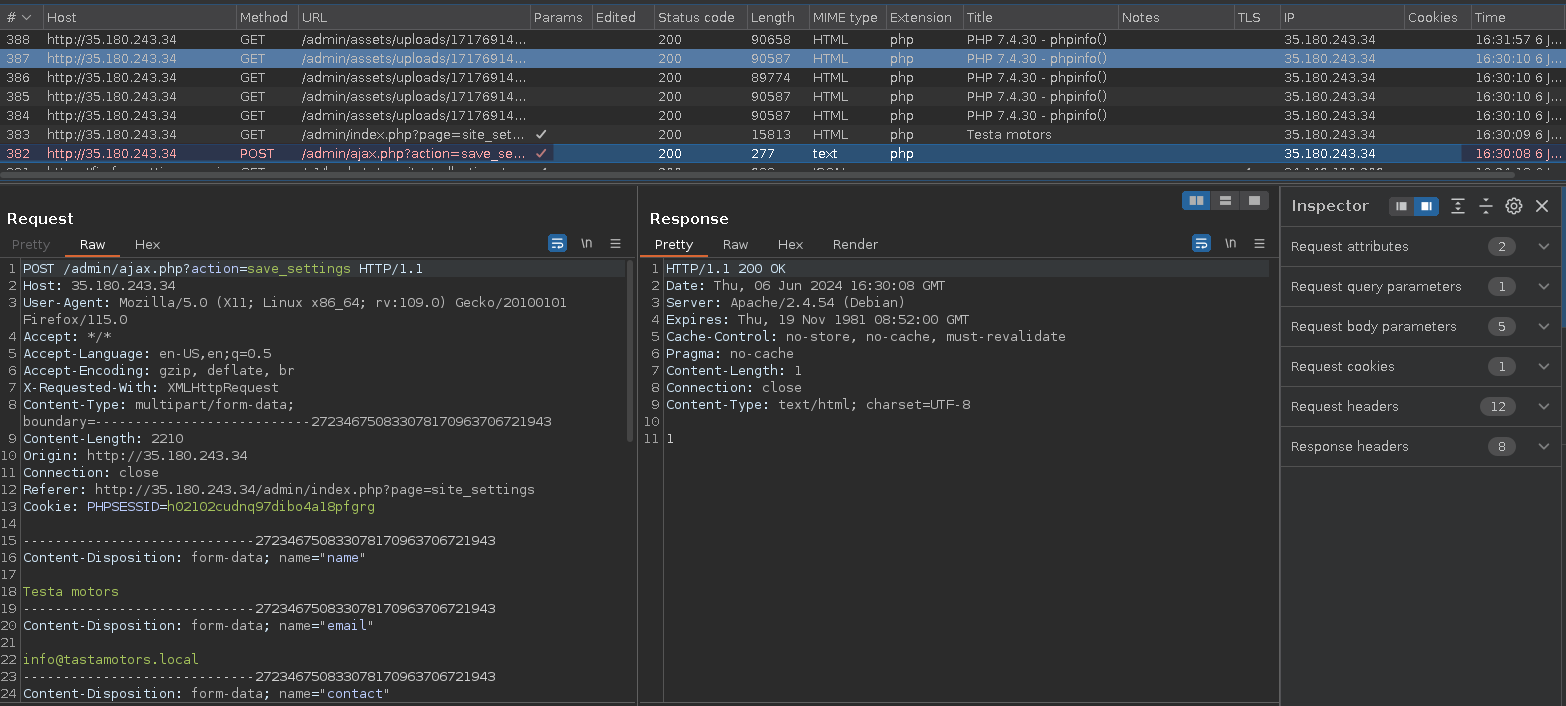 # Host Method URL Params Edited Status code Length MIME type Extension Title Notes TLS IP Cookies Time
388 http://35.180.243.34 GET /admin/assets/uploads/17176914... 200 90658 HTML php PHP 7.4.30 - phpinfo() 35.180.243.34 16:31:57 6 J...
387 http://35.180.243.34 GET /admin/assets/uploads/17176914... 200 90587 HTML php PHP 7.4.30 - phpinfo() 35.180.243.34 16:30:10 6 J...
386 http://35.180.243.34 GET /admin/assets/uploads/17176914... 200 89774 HTML php PHP 7.4.30 - phpinfo() 35.180.243.34 16:30:10 6 J...
385 http://35.180.243.34 GET /admin/assets/uploads/17176914... 200 90587 HTML php PHP 7.4.30 - phpinfo() 35.180.243.34 16:30:10 6 J...
384 http://35.180.243.34 GET /admin/assets/uploads/17176914... 200 90587 HTML php PHP 7.4.30 - phpinfo() 35.180.243.34 16:30:10 6 J...
383 http://35.180.243.34 GET /admin/index.php?page=site_set... ✓ 200 15813 HTML php Testa motors 35.180.243.34 16:30:09 6 J...
382 http://35.180.243.34 POST /admin/ajax.php?action=save_se... ✓ 200 277 text php 35.180.243.34 16:30:08 6 J...
Request
Pretty Raw Hex \n
1 POST /admin/ajax.php?action=save_settings HTTP/1.1
2 Host: 35.180.243.34
3 User-Agent: Mozilla/5.0 (X11; Linux x86_64; rv:109.0) Gecko/20100101
Firefox/115.0
4 Accept: */*
5 Accept-Language: en-US,en;q=0.5
6 Accept-Encoding: gzip, deflate, br
7 X-Requested-With: XMLHttpRequest
8 Content-Type: multipart/form-data;
boundary=---------------------------272346750833078170963706721943
9 Content-Length: 2210
10 Origin: http://35.180.243.34
11 Connection: close
12 Referer: http://35.180.243.34/admin/index.php?page=site_settings
13 Cookie: PHPSESSID=h02102cudnq97dibo4a18pfgrg
14
15 -----------------------------272346750833078170963706721943
16 Content-Disposition: form-data; name="name"
17
18 Testa motors
19 -----------------------------272346750833078170963706721943
20 Content-Disposition: form-data; name="email"
21
22 info@tastamotors.local
23 -----------------------------272346750833078170963706721943
24 Content-Disposition: form-data; name="contact"
Response
Pretty Raw Hex Render \n
1 HTTP/1.1 200 OK
2 Date: Thu, 06 Jun 2024 16:30:08 GMT
3 Server: Apache/2.4.54 (Debian)
4 Expires: Thu, 19 Nov 1981 08:52:00 GMT
5 Cache-Control: no-store, no-cache, must-revalidate
6 Pragma: no-cache
7 Content-Length: 1
8 Connection: close
9 Content-Type: text/html; charset=UTF-8
10
11 1
Inspector
Request attributes 2
Request query parameters 1
Request body parameters 5
Request cookies 1
Request headers 12
Response headers 8